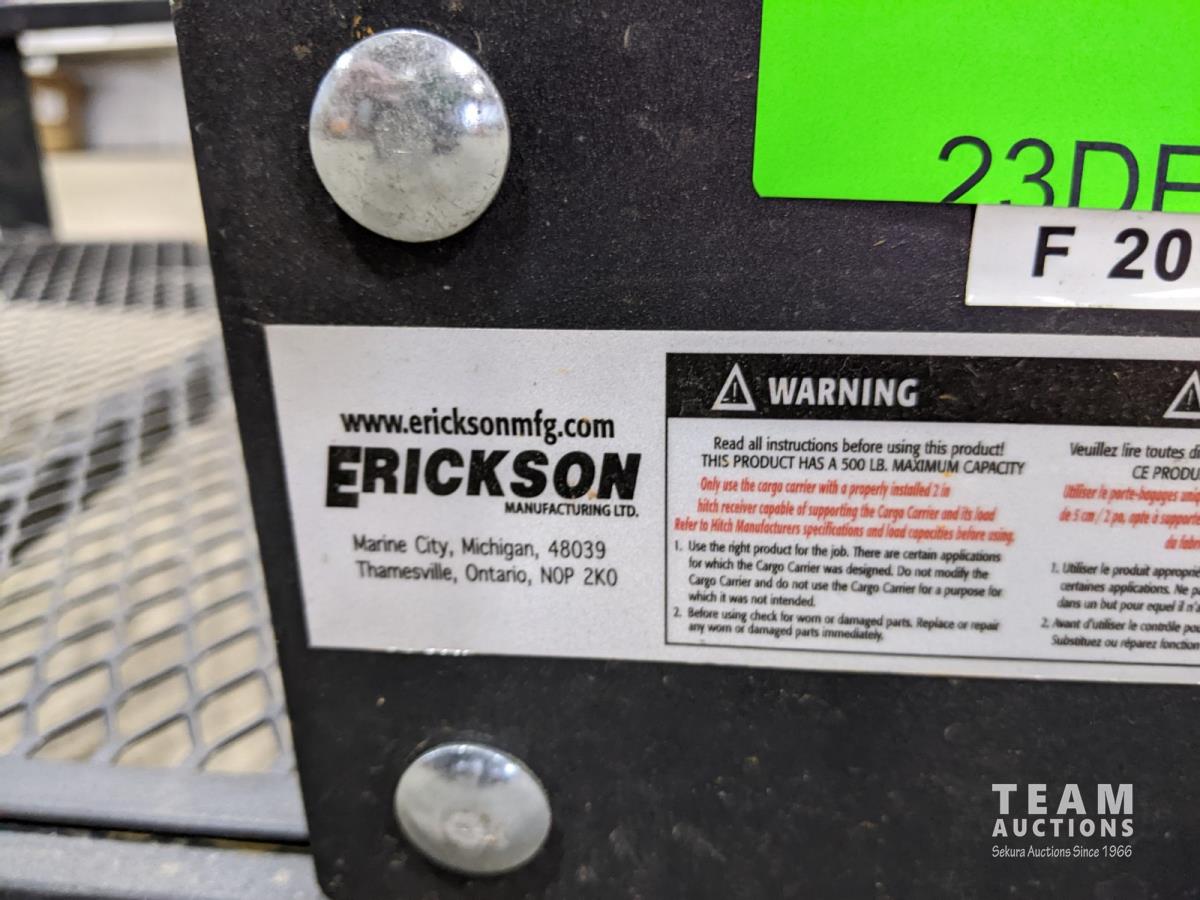 23DE
F 20
www.ericksonmfg.com
ERICKSON
MANUFACTURING LTD.
Marine City, Michigan, 48039
Thamesville, Ontario, N0P 2K0
WARNING
Read all instructions before using this product!
THIS PRODUCT HAS A 500 LB. MAXIMUM CAPACITY
Only use the cargo carrier with a properly installed 2 in
hitch receiver capable of supporting the Cargo Carrier and its load
Refer to Hitch Manufacturers specifications and load capacities before using.
1. Use the right product for the job. There are certain applications
for which the Cargo Carrier was designed. Do not modify the
Cargo Carrier and do not use the Cargo Carrier for a purpose for
which it was not intended.
2. Before using check for worn or damaged parts. Replace or repair
any worn or damaged parts immediately.
Veuillez lire toutes
CE
Utiliser le porte-bagages
de 5 cm / 2 po, apte à
1. Utiliser le produit
certaines applications. Ne
dans un but pour equel il
2. Avant d'utiliser le contrôle
Substituez ou réparez
TEAM
AUCTIONS
Sekura Auctions Since 1966